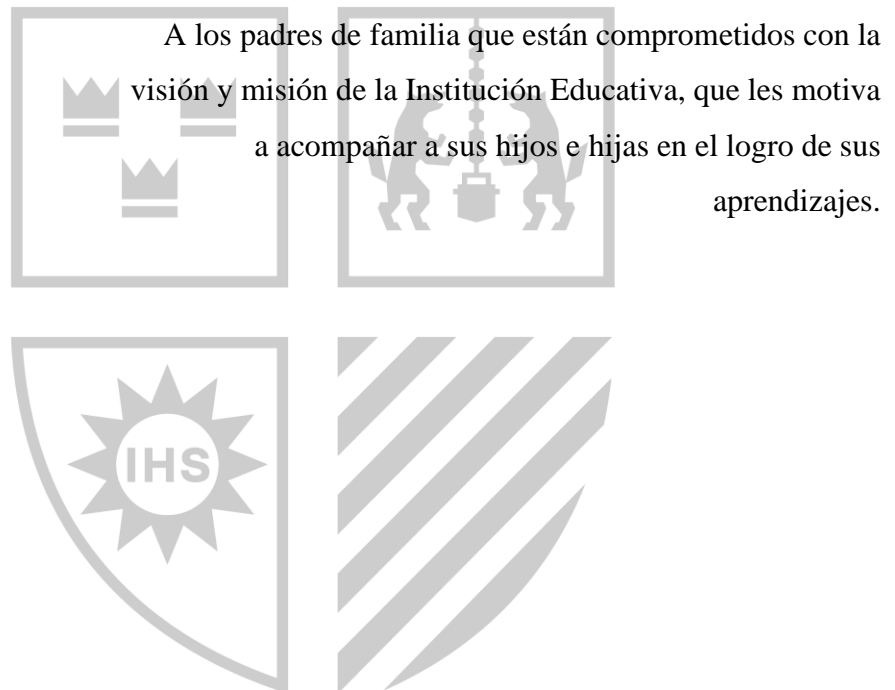 A los padres de familia que están comprometidos con la
visión y misión de la Institución Educativa, que les motiva
a acompañar a sus hijos e hijas en el logro de sus
aprendizajes.
IHS